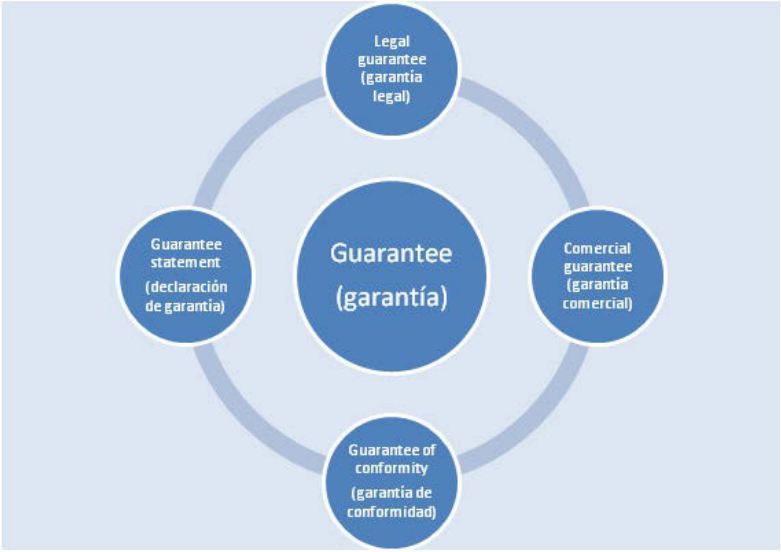 Legal
guarantee
(garantía
legal)
Guarantee
statement
(declaración
de garantía)
Guarantee
(garantía)
Comercial
guarantee
(garantía
comercial)
Guarantee of
conformity
(garantía de
conformidad)